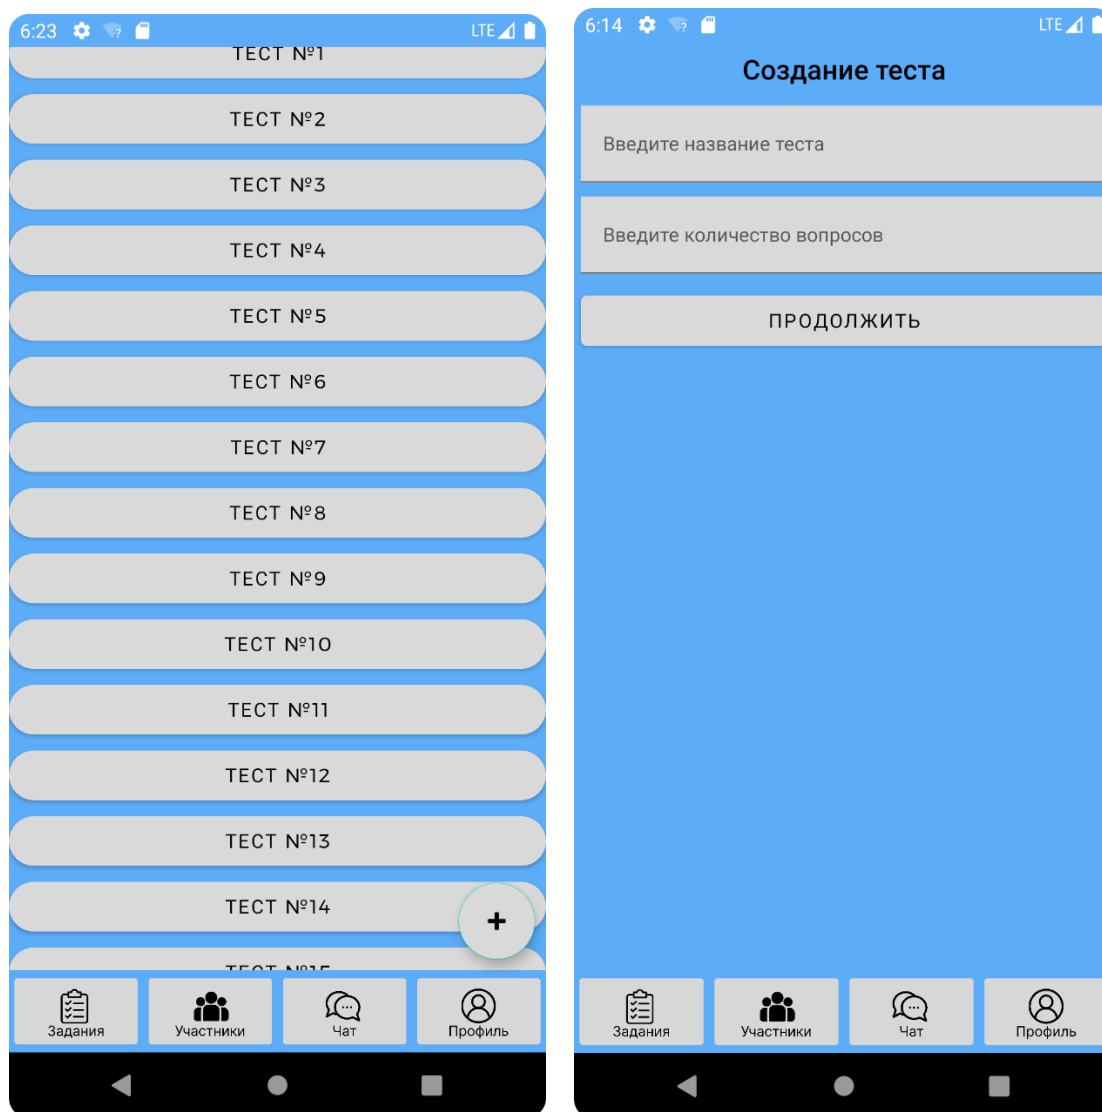 6:23 ? LTE
ТЕСТ №1
ТЕСТ №2
ТЕСТ №3
ТЕСТ №4
ТЕСТ №5
ТЕСТ №6
ТЕСТ №7
ТЕСТ №8
ТЕСТ №9
ТЕСТ №10
ТЕСТ №11
ТЕСТ №12
ТЕСТ №13
ТЕСТ №14
+
ТЕСТ №15
Задания Участники Чат Профиль
6:14 ? LTE
Создание теста
Введите название теста
Введите количество вопросов
ПРОДОЛЖИТЬ
Задания Участники Чат Профиль